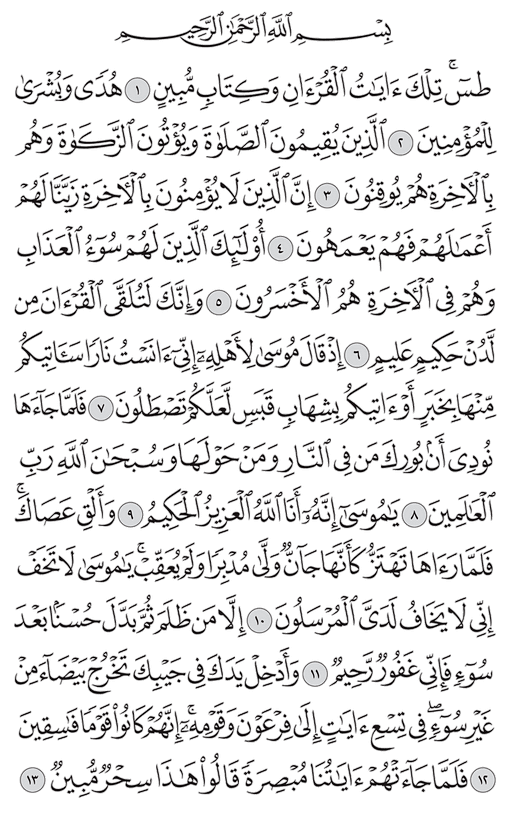 بِسْمِ ٱللَّهِ ٱلرَّحْمَٰنِ ٱلرَّحِيمِ
طسٓۚ تِلْكَ ءَايَٰتُ ٱلْقُرْءَانِ وَكِتَابٖ مُّبِينٍ ١ هُدٗى وَبُشْرَىٰ
لِلْمُؤْمِنِينَ ٢ ٱلَّذِينَ يُقِيمُونَ ٱلصَّلَوٰةَ وَيُؤْتُونَ ٱلزَّكَوٰةَ وَهُم
بِٱلْأٓخِرَةِ هُمْ يُوقِنُونَ ٣ إِنَّ ٱلَّذِينَ لَا يُؤْمِنُونَ بِٱلْأٓخِرَةِ زَيَّنَّا لَهُمْ
أَعْمَٰلَهُمْ فَهُمْ يَعْمَهُونَ ٤ أُوْلَٰٓئِكَ ٱلَّذِينَ لَهُمْ سُوٓءُ ٱلْعَذَابِ
وَهُمْ فِي ٱلْأٓخِرَةِ هُمُ ٱلْأَخْسَرُونَ ٥ وَإِنَّكَ لَتُلَقَّى ٱلْقُرْءَانَ مِن
لَّدُنْ حَكِيمٍ عَلِيمٍ ٦ إِذْ قَالَ مُوسَىٰ لِأَهْلِهِۦٓ إِنِّيٓ ءَانَسْتُ نَارٗا سَـَٔاتِيكُم
مِّنْهَا بِخَبَرٍ أَوْ ءَاتِيكُم بِشِهَابٖ قَبَسٖ لَّعَلَّكُمْ تَصْطَلُونَ ٧ فَلَمَّا جَآءَهَا
نُودِيَ أَنۢ بُورِكَ مَن فِي ٱلنَّارِ وَمَنْ حَوْلَهَا وَسُبْحَٰنَ ٱللَّهِ رَبِّ
ٱلْعَٰلَمِينَ ٨ يَٰمُوسَىٰٓ إِنَّهُۥٓ أَنَا ٱللَّهُ ٱلْعَزِيزُ ٱلْحَكِيمُ ٩ وَأَلْقِ عَصَاكَۚ
فَلَمَّا رَءَاهَا تَهْتَزُّ كَأَنَّهَا جَآنّٞ وَلَّىٰ مُدْبِرٗا وَلَمْ يُعَقِّبْۚ يَٰمُوسَىٰ لَا تَخَفْ
إِنِّي لَا يَخَافُ لَدَيَّ ٱلْمُرْسَلُونَ ١٠ إِلَّا مَن ظَلَمَ ثُمَّ بَدَّلَ حُسْنَۢا بَعْدَ
سُوٓءٖ فَإِنِّي غَفُورٞ رَّحِيمٞ ١١ وَأَدْخِلْ يَدَكَ فِي جَيْبِكَ تَخْرُجْ بَيْضَآءَ مِنْ
غَيْرِ سُوٓءٖۖ فِي تِسْعِ ءَايَٰتٍ إِلَىٰ فِرْعَوْنَ وَقَوْمِهِۦٓۚ إِنَّهُمْ كَانُواْ قَوْمٗا فَٰسِقِينَ
١٢ فَلَمَّا جَآءَتْهُمْ ءَايَٰتُنَا مُبْصِرَةٗ قَالُواْ هَٰذَا سِحْرٞ مُّبِينٞ ١٣